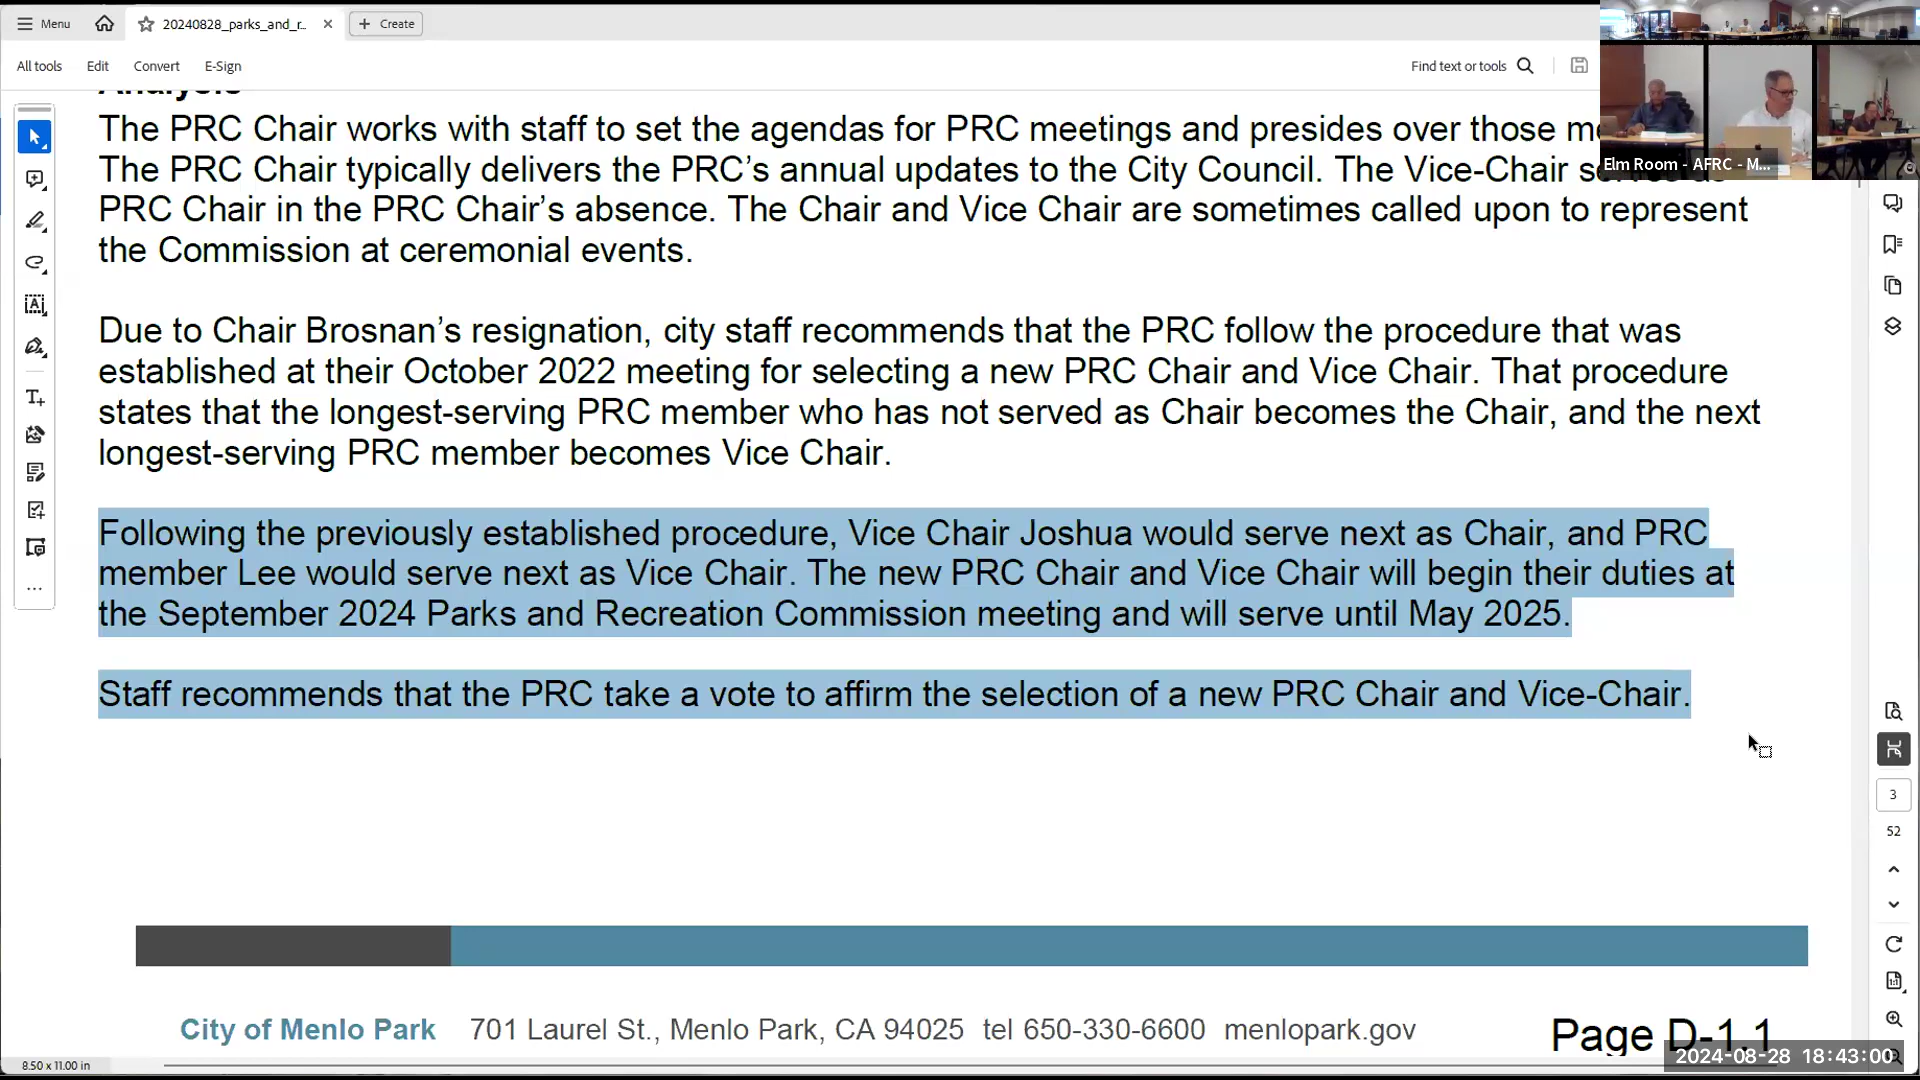 Menu
20240828_parks_and_r...
Create
All tools
Edit
Convert
E-Sign
Find text or tools
Elm Room - AFRC - M...
Analysis
The PRC Chair works with staff to set the agendas for PRC meetings and presides over those
The PRC Chair typically delivers the PRC’s annual updates to the City Council. The Vice-Chair serves as
PRC Chair in the PRC Chair’s absence. The Chair and Vice Chair are sometimes called upon to represent
the Commission at ceremonial events.
Due to Chair Brosnan’s resignation, city staff recommends that the PRC follow the procedure that was
established at their October 2022 meeting for selecting a new PRC Chair and Vice Chair. That procedure
states that the longest-serving PRC member who has not served as Chair becomes the Chair, and the next
longest-serving PRC member becomes Vice Chair.
Following the previously established procedure, Vice Chair Joshua would serve next as Chair, and PRC
member Lee would serve next as Vice Chair. The new PRC Chair and Vice Chair will begin their duties at
the September 2024 Parks and Recreation Commission meeting and will serve until May 2025.
Staff recommends that the PRC take a vote to affirm the selection of a new PRC Chair and Vice-Chair.
3
52
City of Menlo Park 701 Laurel St., Menlo Park, CA 94025 tel 650-330-6600 menlopark.gov
Page D-1.1
8.50 x 11.00 in
2024-08-28 18:43:00